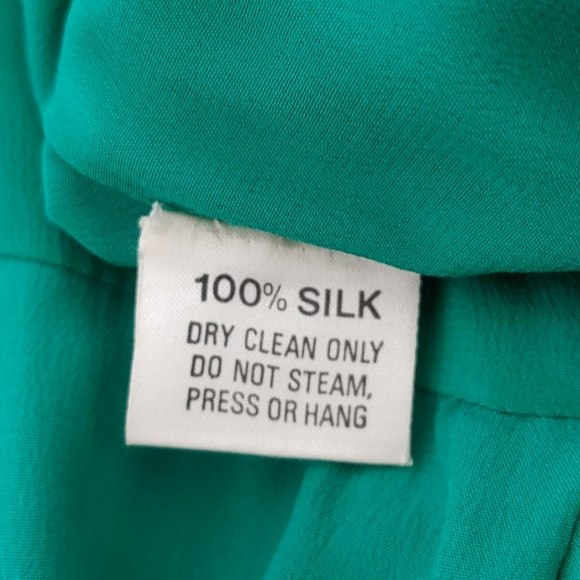 100% SILK
DRY CLEAN ONLY
DO NOT STEAM,
PRESS OR HANG